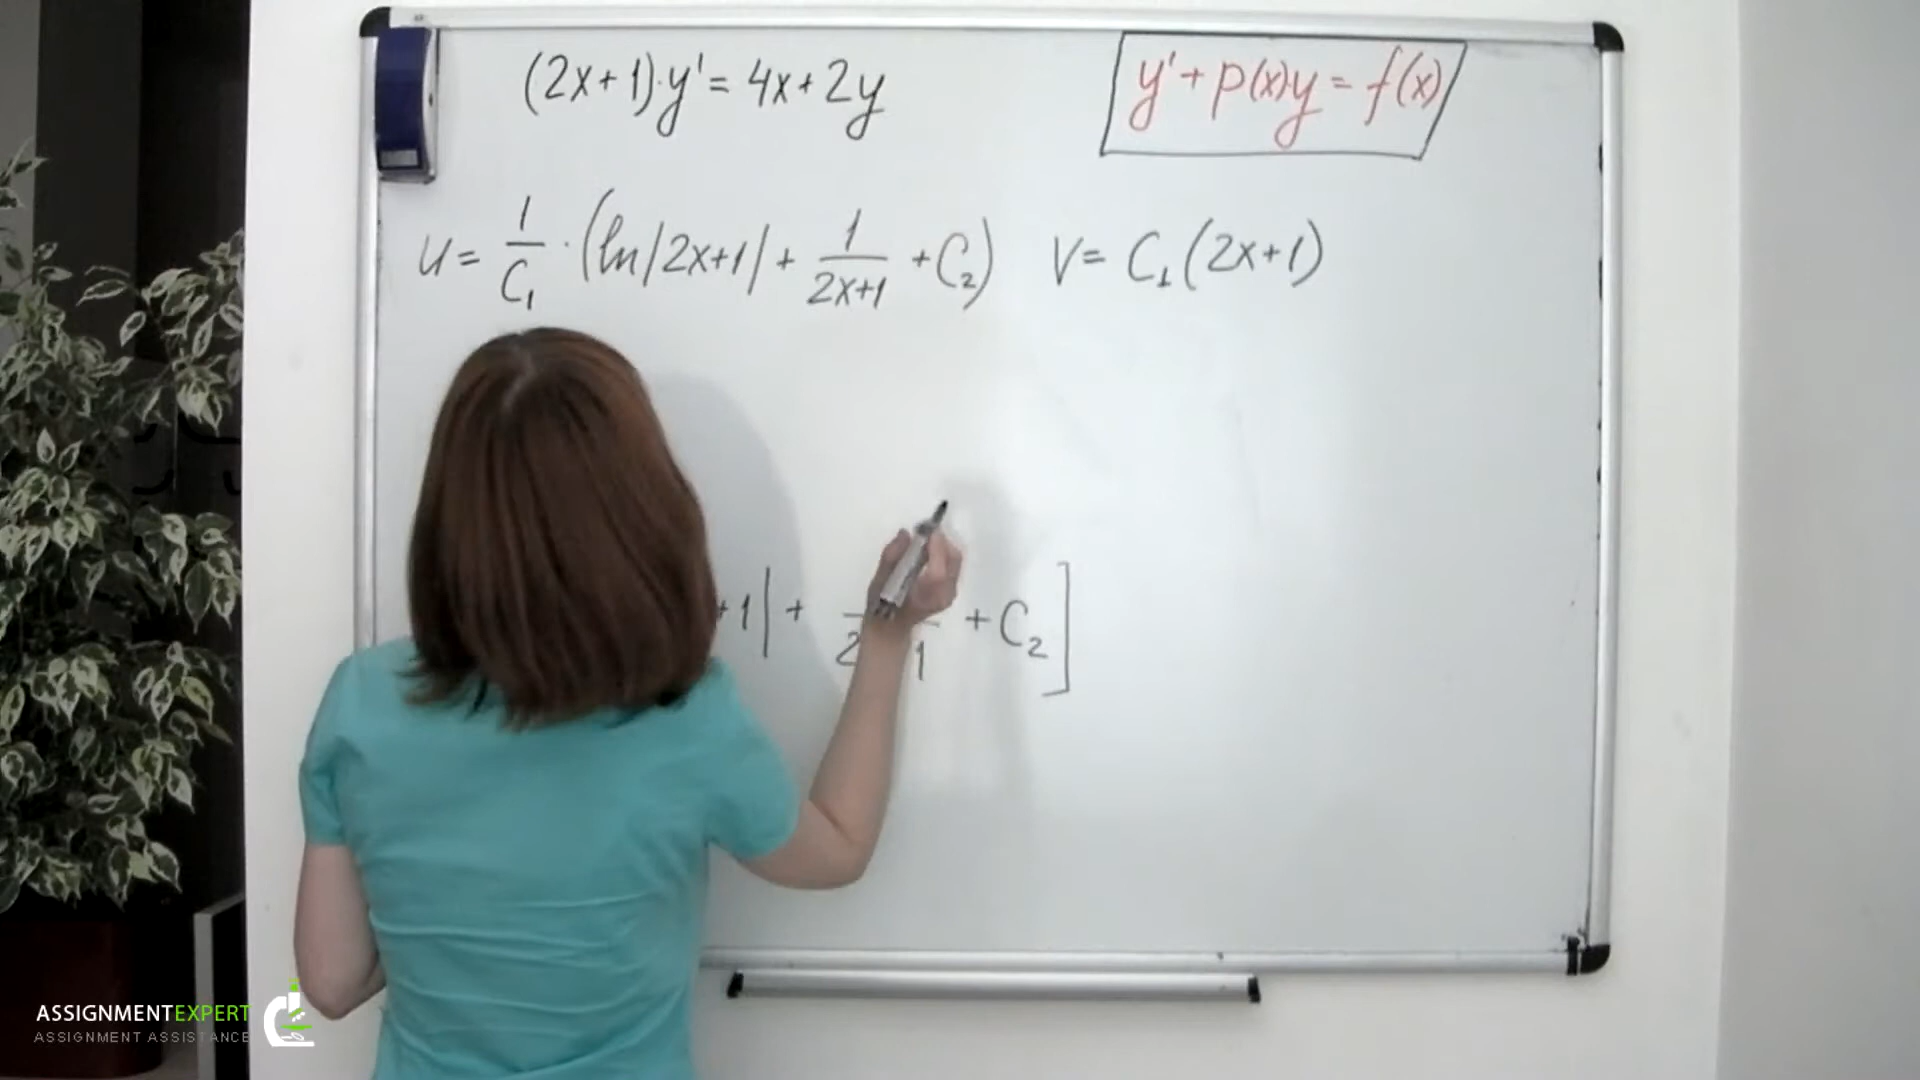 (2x+1)·y' = 4x+2y
y' + p(x)y = f(x)
u = 1/C₁ · (ln|2x+1| + 1/(2x+1) + C₂) V = C₁(2x+1)
+1| + + C₂]
ASSIGNMENTEXPERT
ASSIGNMENT ASSISTANCE